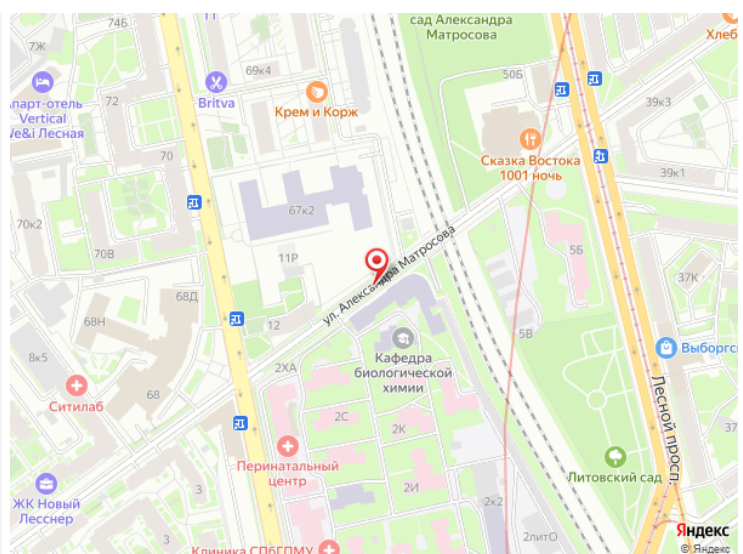 сад Александра
Матросова
Хлеб
7Ж
69к4
50Б
39к3
Апарт-отель
Vertical
We&i Лесная
72
Britva
Крем и Корж
Сказка Востока
1001 ночь
70
39к1
67к2
70к2
70В
11Р
ул. Александра Матросова
5Б
37К
68Д
68Н
12
5В
Выборгс
8к5
2ХА
Кафедра
биологической
химии
Ситилаб
68
Лесной просп.
2С
2К
Перинатальный
центр
Литовский сад
2И
ЖК Новый
Лесснер
3
2к2
3
2литО
Клиника СПбГПМУ
Яндекс
© Яндекс